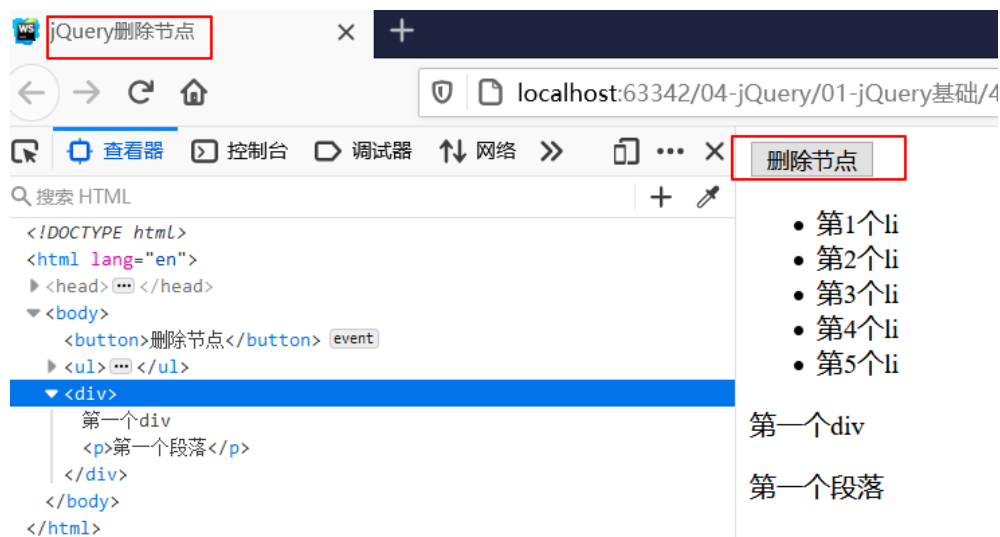 WS jQuery删除节点
localhost:63342/04-jQuery/01-jQuery基础/4
查看器 控制台 调试器 网络
搜索 HTML
<!DOCTYPE html>
<html lang="en">
<head>…</head>
<body>
<button>删除节点</button> event
<ul>…</ul>
<div>
第一个div
<p>第一个段落</p>
</div>
</body>
</html>
删除节点
• 第1个li
• 第2个li
• 第3个li
• 第4个li
• 第5个li
第一个div
第一个段落